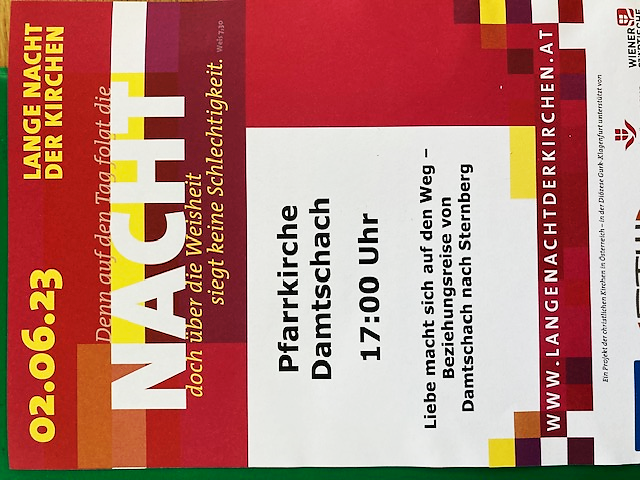 02.06.23
LANGE NACHT
DER KIRCHEN
Denn auf den Tag folgt die
NACHT
doch über die Weisheit
siegt keine Schlechtigkeit.
Weis 7,30
Pfarrkirche
Damtschach
17:00 Uhr
Liebe macht sich auf den Weg –
Beziehungsreise von
Damtschach nach Sternberg
WWW.LANGENACHTDERKIRCHEN.AT
Ein Projekt der christlichen Kirchen in Österreich – in der Diözese Gurk-Klagenfurt unterstützt von
WIENER
STÄDTISCHE